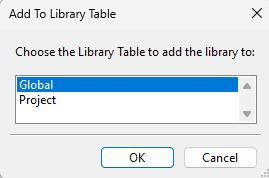 Add To Library Table
Choose the Library Table to add the library to:
Global
Project
OK
Cancel